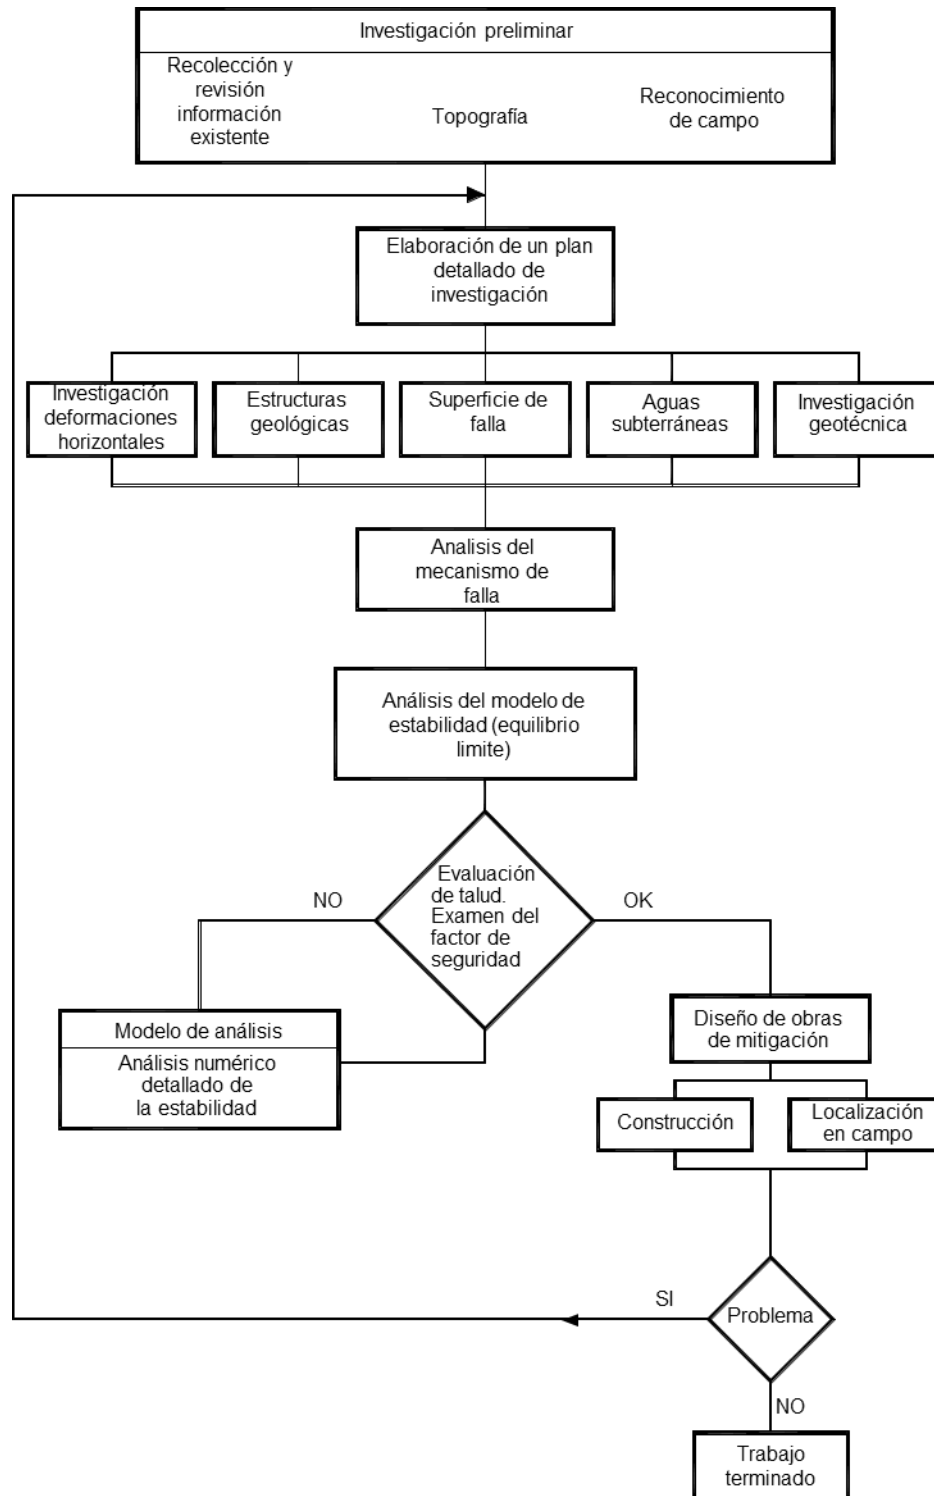 Investigación preliminar
Recolección y
revisión
información
existente
Topografía
Reconocimiento
de campo
Elaboración de un plan
detallado de
investigación
Investigación
deformaciones
horizontales
Estructuras
geológicas
Superficie de
falla
Aguas
subterráneas
Investigación
geotécnica
Analisis del
mecanismo de
falla
Análisis del modelo de
estabilidad (equilibrio
limite)
Evaluación
de talud.
Examen del
factor de
seguridad
NO
OK
Modelo de análisis
Análisis numérico
detallado de
la estabilidad
Diseño de obras
de mitigación
Construcción
Localización
en campo
SI
Problema
NO
Trabajo
terminado